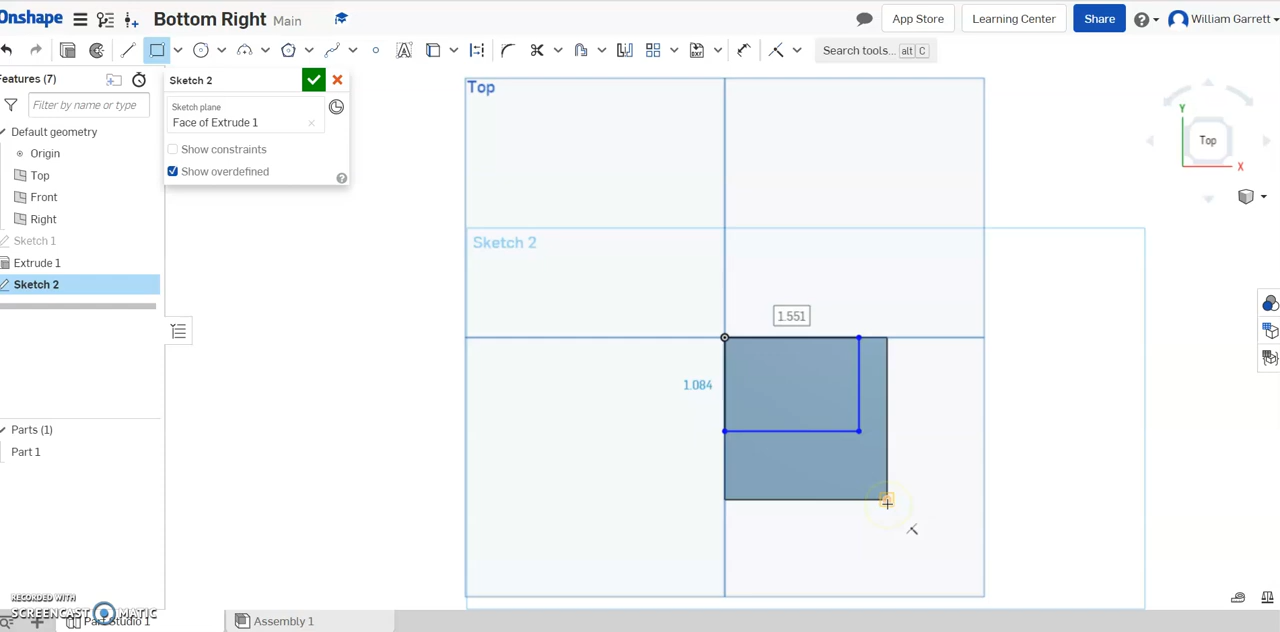 Onshape
Bottom Right Main
App Store
Learning Center
Share
William Garrett
Search tools... alt C
Features (7)
Filter by name or type
Default geometry
Origin
Top
Front
Right
Sketch 1
Extrude 1
Sketch 2
Parts (1)
Part 1
Sketch 2
Sketch plane
Face of Extrude 1
Show constraints
Show overdefined
Top
Sketch 2
1.551
1.084
Y
Top
X
RECORDED WITH
SCREENCAST MATIC
Part Studio 1
Assembly 1